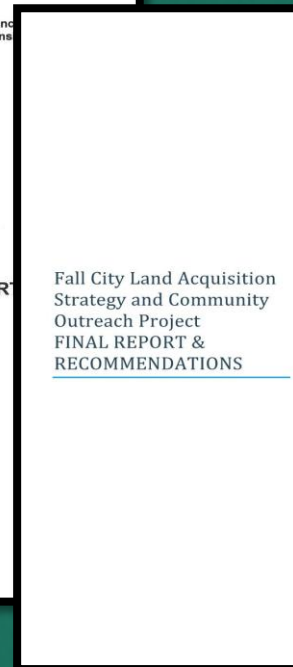 Fall City Land Acquisition
Strategy and Community
Outreach Project
FINAL REPORT &
RECOMMENDATIONS